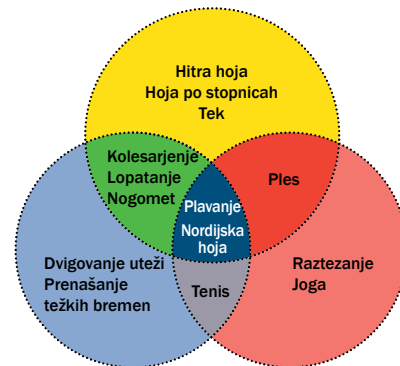 Hitra hoja
Hoja po stopnicah
Tek
Kolesarjenje
Lopatanje
Nogomet
Ples
Plavanje
Nordijska
hoja
Dvigovanje uteži
Prenašanje
težkih bremen
Tenis
Raztezanje
Joga